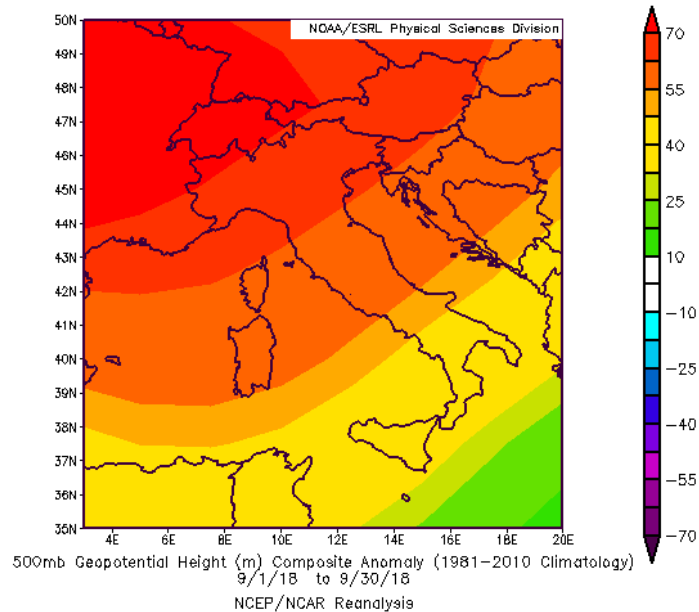 NOAA/ESRL Physical Sciences Division
50N
49N
48N
47N
46N
45N
44N
43N
42N
41N
40N
39N
38N
37N
36N
35N
4E 6E 8E 10E 12E 14E 16E 18E 20E
70
55
40
25
10
-10
-25
-40
-55
-70
500mb Geopotential Height (m) Composite Anomaly (1981-2010 Climatology)
9/1/18 to 9/30/18
NCEP/NCAR Reanalysis